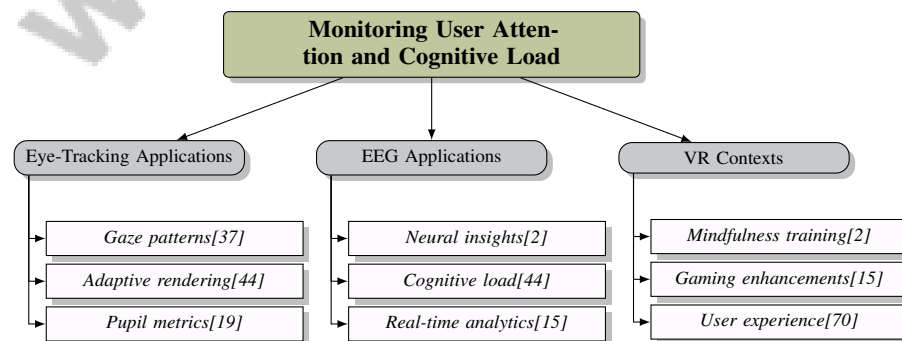 Monitoring User Atten-
tion and Cognitive Load
Eye-Tracking Applications
EEG Applications
VR Contexts
Gaze patterns[37]
Neural insights[2]
Mindfulness training[2]
Adaptive rendering[44]
Cognitive load[44]
Gaming enhancements[15]
Pupil metrics[19]
Real-time analytics[15]
User experience[70]